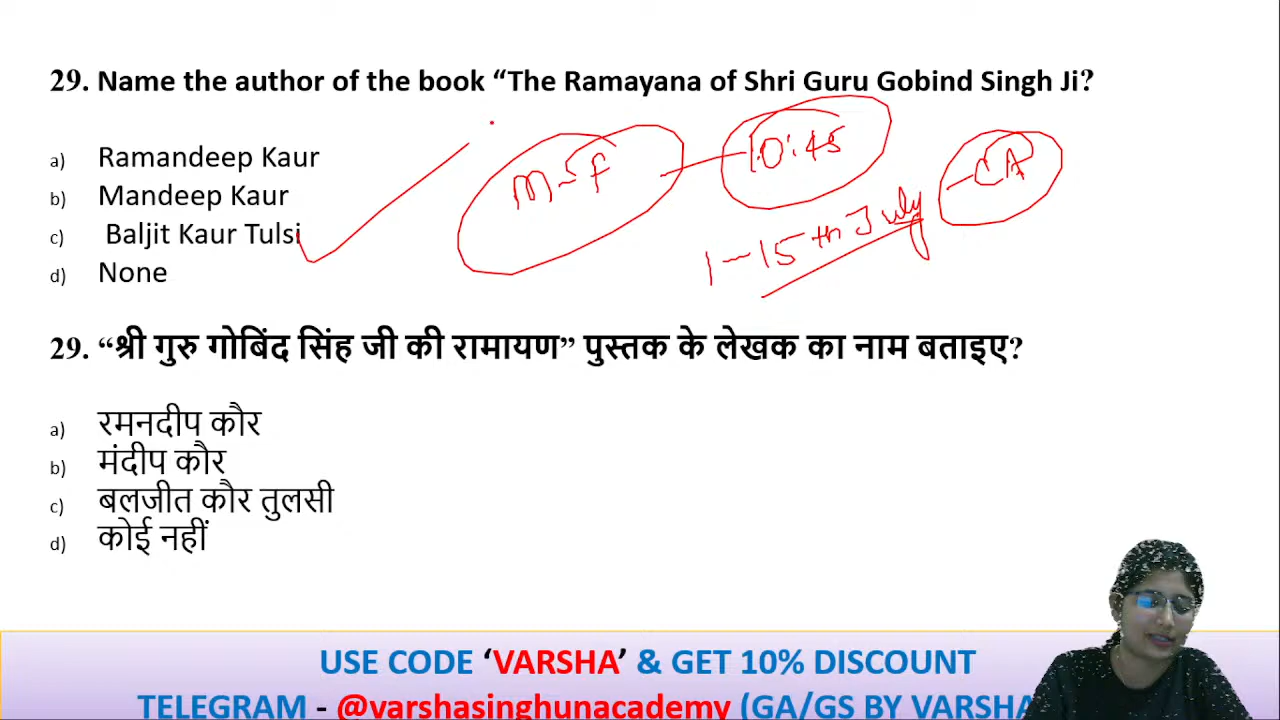 29. Name the author of the book “The Ramayana of Shri Guru Gobind Singh Ji?
a) Ramandeep Kaur
b) Mandeep Kaur
c) Baljit Kaur Tulsi
d) None
M-F
10:45
1-15th July
CA
29. “श्री गुरु गोबिंद सिंह जी की रामायण” पुस्तक के लेखक का नाम बताइए?
a) रमनदीप कौर
b) मंदीप कौर
c) बलजीत कौर तुलसी
d) कोई नहीं
USE CODE ‘VARSHA’ & GET 10% DISCOUNT
TELEGRAM - @varshasinghunacademy (GA/GS BY VARSHA